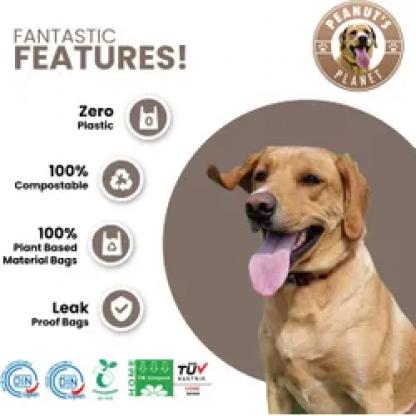 FANTASTIC
FEATURES!
PEANUT'S
PLANET
Zero
Plastic
0
100%
Compostable
100%
Plant Based
Material Bags
Leak
Proof Bags
DIN
DIN
HOME
TÜV
AUSTRIA